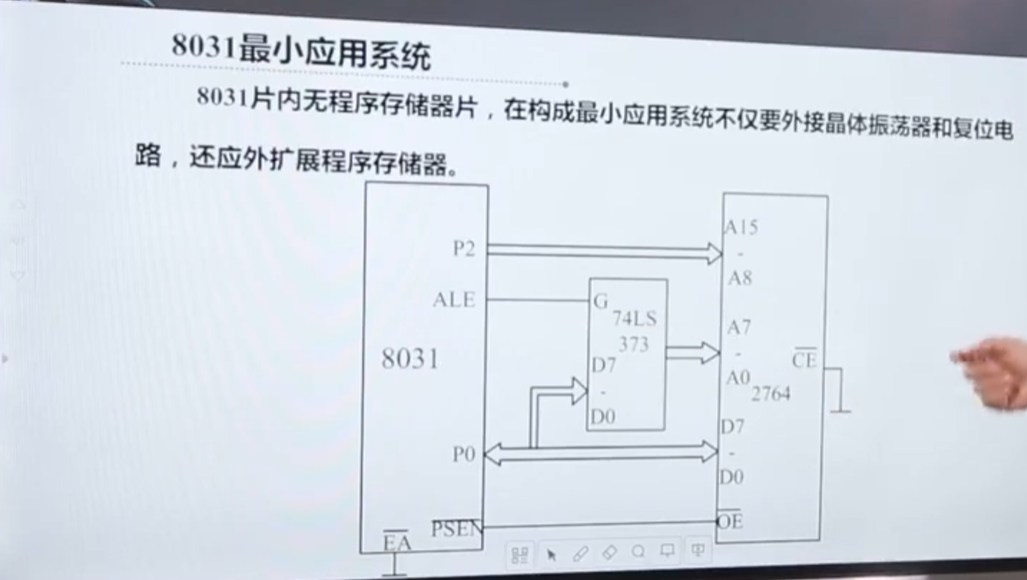 8031最小应用系统
8031片内无程序存储器片，在构成最小应用系统不仅要外接晶体振荡器和复位电
路，还应外扩展程序存储器。
P2
A15
-
A8
ALE
G
74LS
373
A7
-
A0
CE
2764
8031
D7
-
D0
P0
D7
-
D0
PSEN
OE
EA